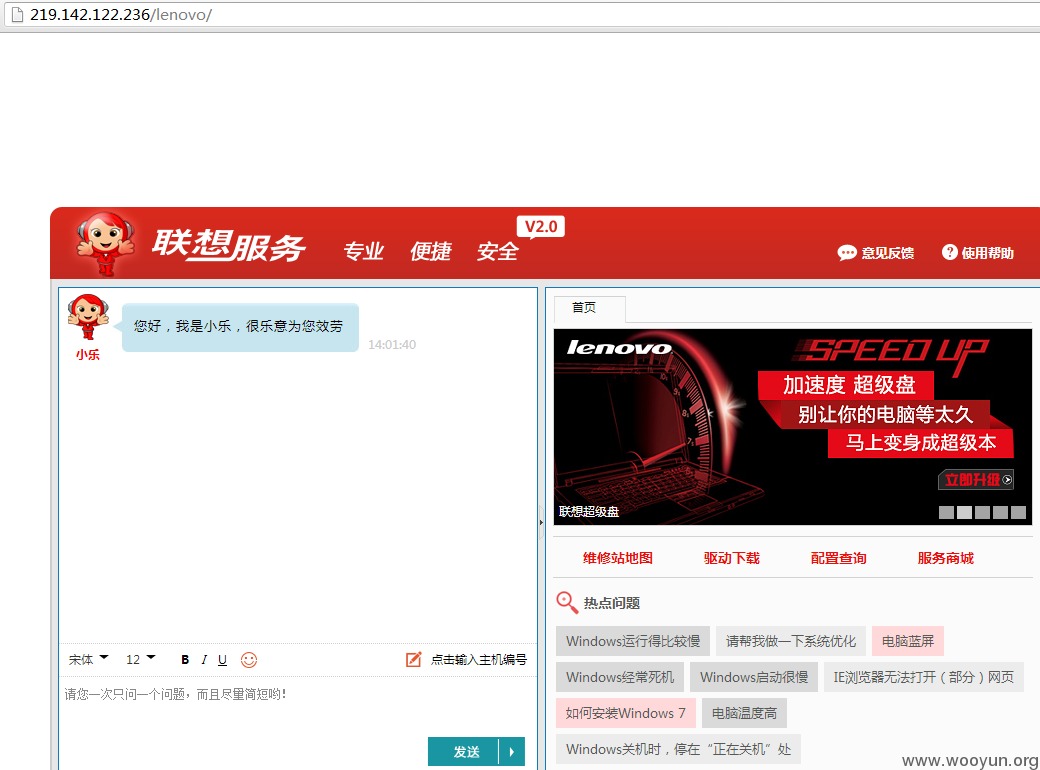 219.142.122.236/lenovo/
联想服务 专业 便捷 安全 V2.0
意见反馈 使用帮助
您好，我是小乐，很乐意为您效劳
14:01:40
小乐
首页
lenovo SPEED UP
加速度 超级盘
别让你的电脑等太久
马上变身成超级本
立即升级
联想超级盘
维修站地图 驱动下载 配置查询 服务商城
热点问题
Windows运行得比较慢 请帮我做一下系统优化 电脑蓝屏
Windows经常死机 Windows启动很慢 IE浏览器无法打开（部分）网页
如何安装Windows 7 电脑温度高
Windows关机时，停在“正在关机”处
宋体 12 B I U 点击输入主机编号
请您一次只问一个问题，而且尽量简短哟！
发送
www.wooyun.org